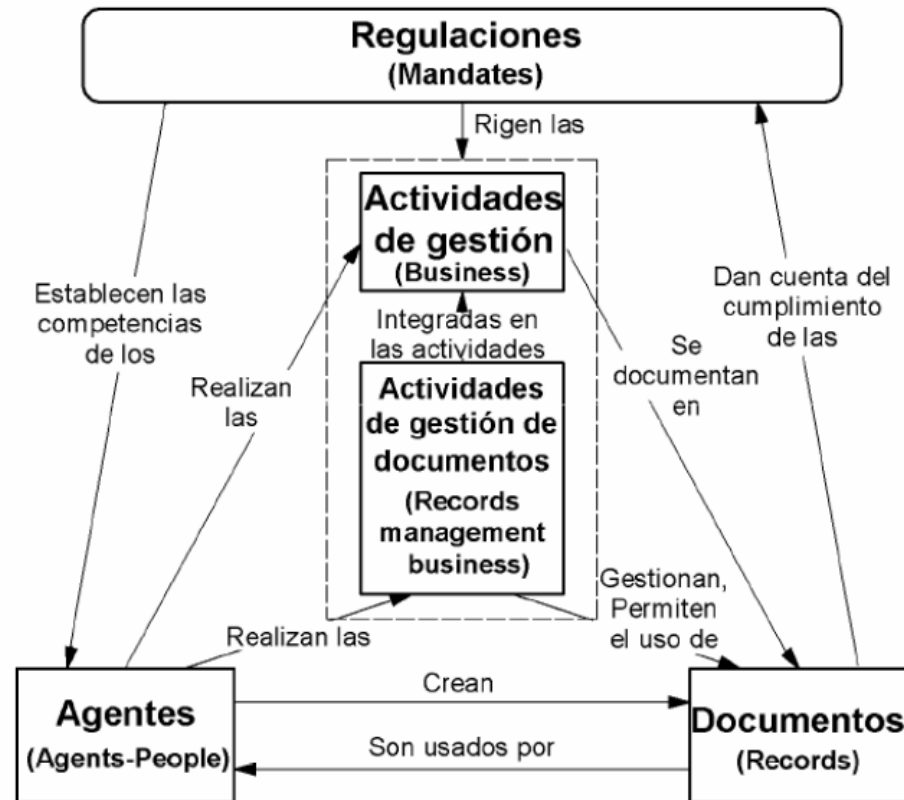 Regulaciones
(Mandates)
Rigen las
Actividades
de gestión
(Business)
Establecen las
competencias
de los
Dan cuenta del
cumplimiento
de las
Integradas en
las actividades
Realizan
las
Se
documentan
en
Actividades
de gestión de
documentos
(Records
management
business)
Gestionan,
Permiten
el uso de
Realizan las
Agentes
(Agents-People)
Crean
Son usados por
Documentos
(Records)